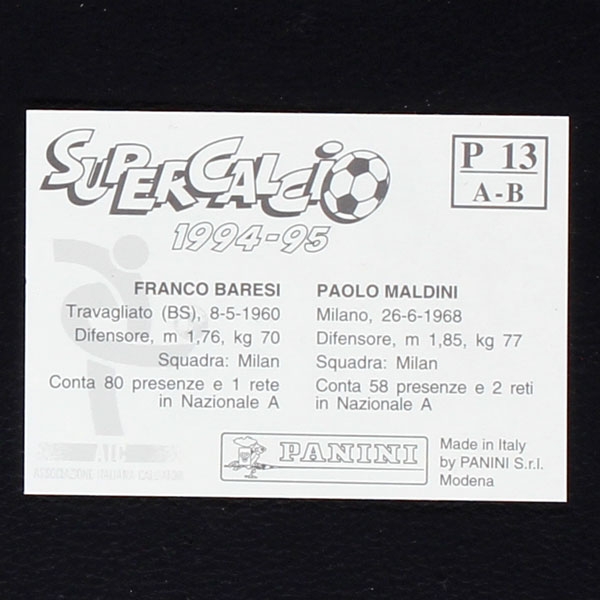 SUPERCALCIO
1994-95
P 13
A-B
FRANCO BARESI
Travagliato (BS), 8-5-1960
Difensore, m 1,76, kg 70
Squadra: Milan
Conta 80 presenze e 1 rete
in Nazionale A
PAOLO MALDINI
Milano, 26-6-1968
Difensore, m 1,85, kg 77
Squadra: Milan
Conta 58 presenze e 2 reti
in Nazionale A
AIC
ASSOCIAZIONE ITALIANA CALCIATORI
PANINI
Made in Italy
by PANINI S.r.l.
Modena